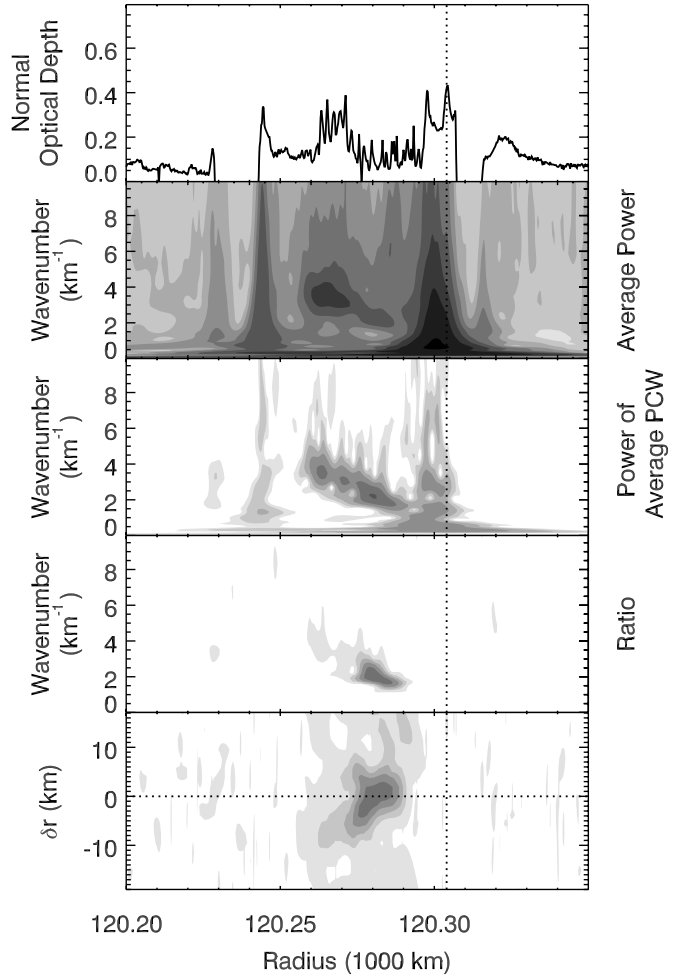 Normal
Optical Depth
0.6
0.4
0.2
0.0
Wavenumber
(km⁻¹)
8
6
4
2
0
Average Power
Wavenumber
(km⁻¹)
8
6
4
2
0
Power of
Average PCW
Wavenumber
(km⁻¹)
8
6
4
2
0
Ratio
δr (km)
10
0
-10
120.20
120.25
120.30
Radius (1000 km)